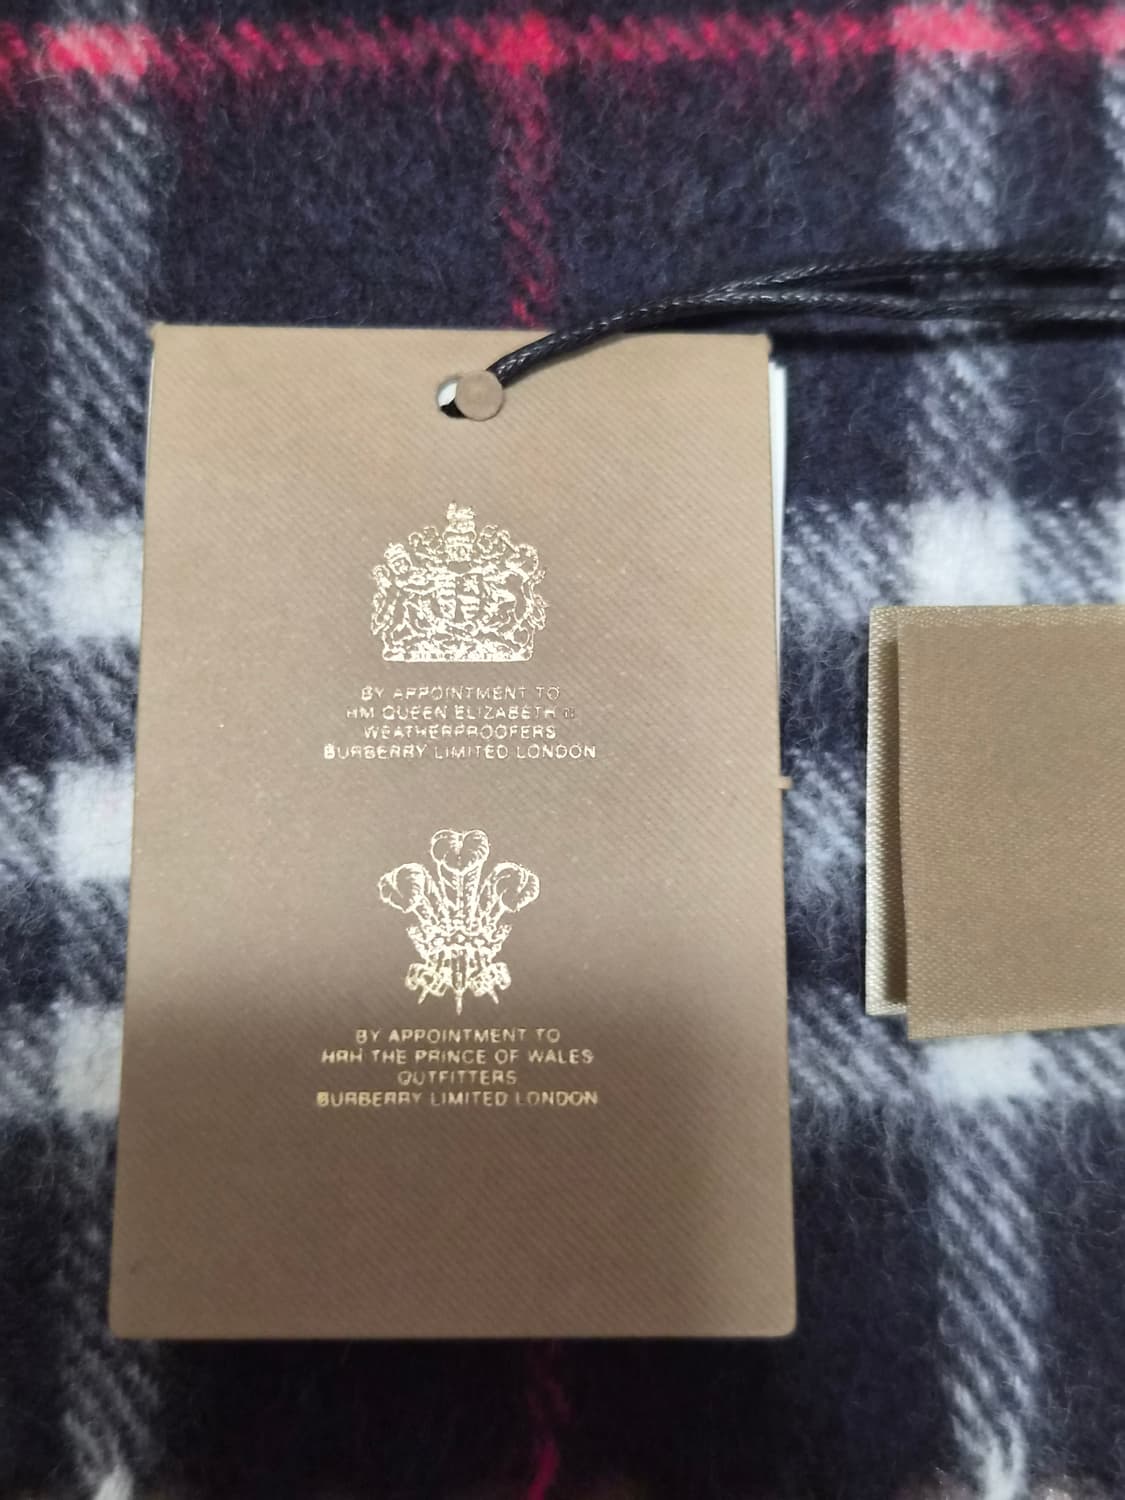 BY APPOINTMENT TO
HM QUEEN ELIZABETH II
WEATHERPROOFERS
BURBERRY LIMITED LONDON
BY APPOINTMENT TO
HRH THE PRINCE OF WALES
OUTFITTERS
BURBERRY LIMITED LONDON